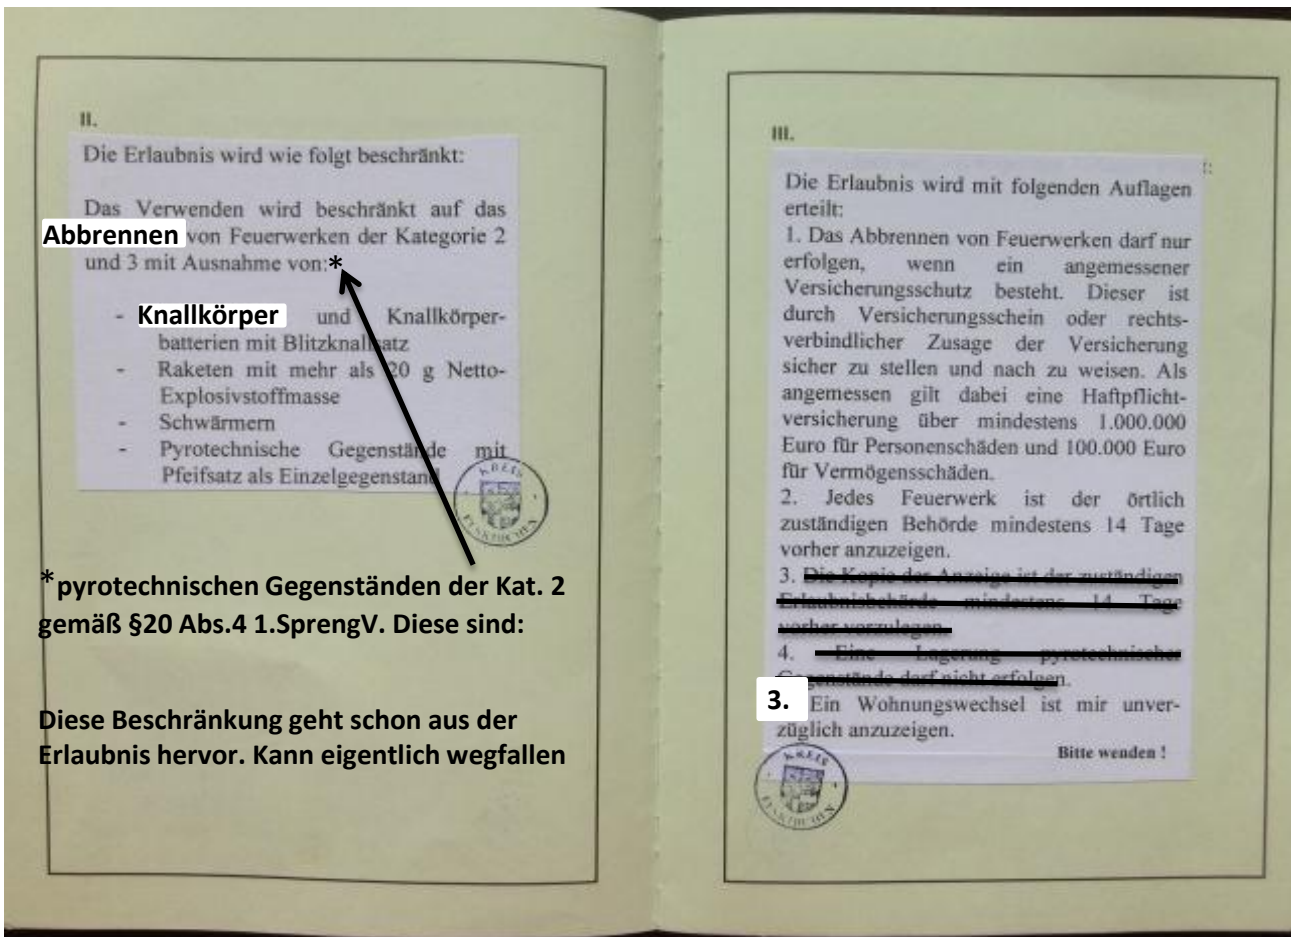 II.
Die Erlaubnis wird wie folgt beschränkt:
Das Verwenden wird beschränkt auf das
Abbrennen von Feuerwerken der Kategorie 2
und 3 mit Ausnahme von:*
- Knallkörper und Knallkörper-
batterien mit Blitzknallsatz
- Raketen mit mehr als 20 g Netto-
Explosivstoffmasse
- Schwärmern
- Pyrotechnische Gegenstände mit
Pfeifsatz als Einzelgegenstand
KREIS
EUSKIRCHEN
*pyrotechnischen Gegenständen der Kat. 2
gemäß §20 Abs.4 1.SprengV. Diese sind:
Diese Beschränkung geht schon aus der
Erlaubnis hervor. Kann eigentlich wegfallen
III.
Die Erlaubnis wird mit folgenden Auflagen
erteilt:
1. Das Abbrennen von Feuerwerken darf nur
erfolgen, wenn ein angemessener
Versicherungsschutz besteht. Dieser ist
durch Versicherungsschein oder rechts-
verbindlicher Zusage der Versicherung
sicher zu stellen und nach zu weisen. Als
angemessen gilt dabei eine Haftpflicht-
versicherung über mindestens 1.000.000
Euro für Personenschäden und 100.000 Euro
für Vermögensschäden.
2. Jedes Feuerwerk ist der örtlich
zuständigen Behörde mindestens 14 Tage
vorher anzuzeigen.
3. Die Kopie der Anzeige ist der zuständigen
Erlaubnisbehörde mindestens 14 Tage
vorher vorzulegen.
4. Eine Lagerung pyrotechnischer
Gegenstände darf nicht erfolgen.
3. Ein Wohnungswechsel ist mir unver-
züglich anzuzeigen.
Bitte wenden !
KREIS
EUSKIRCHEN